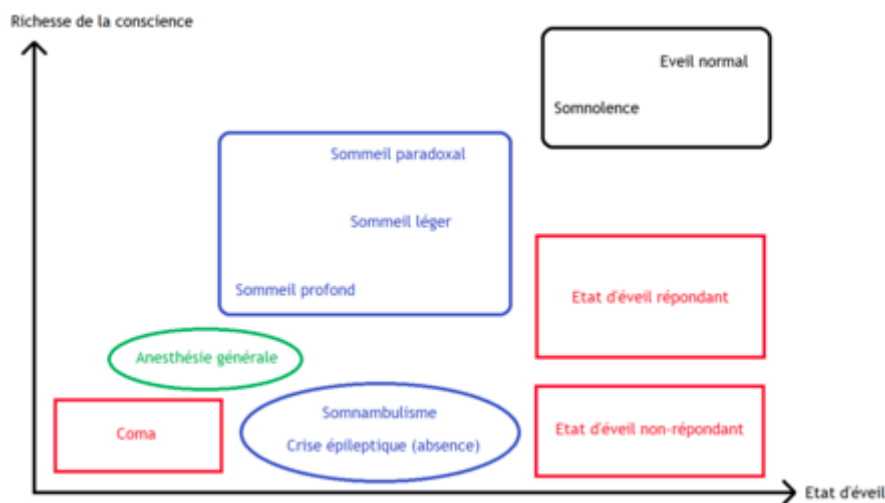 Richesse de la conscience
Eveil normal
Somnolence
Sommeil paradoxal
Sommeil léger
Sommeil profond
Etat d'éveil répondant
Anesthésie générale
Somnambulisme
Crise épileptique (absence)
Coma
Etat d'éveil non-répondant
Etat d'éveil